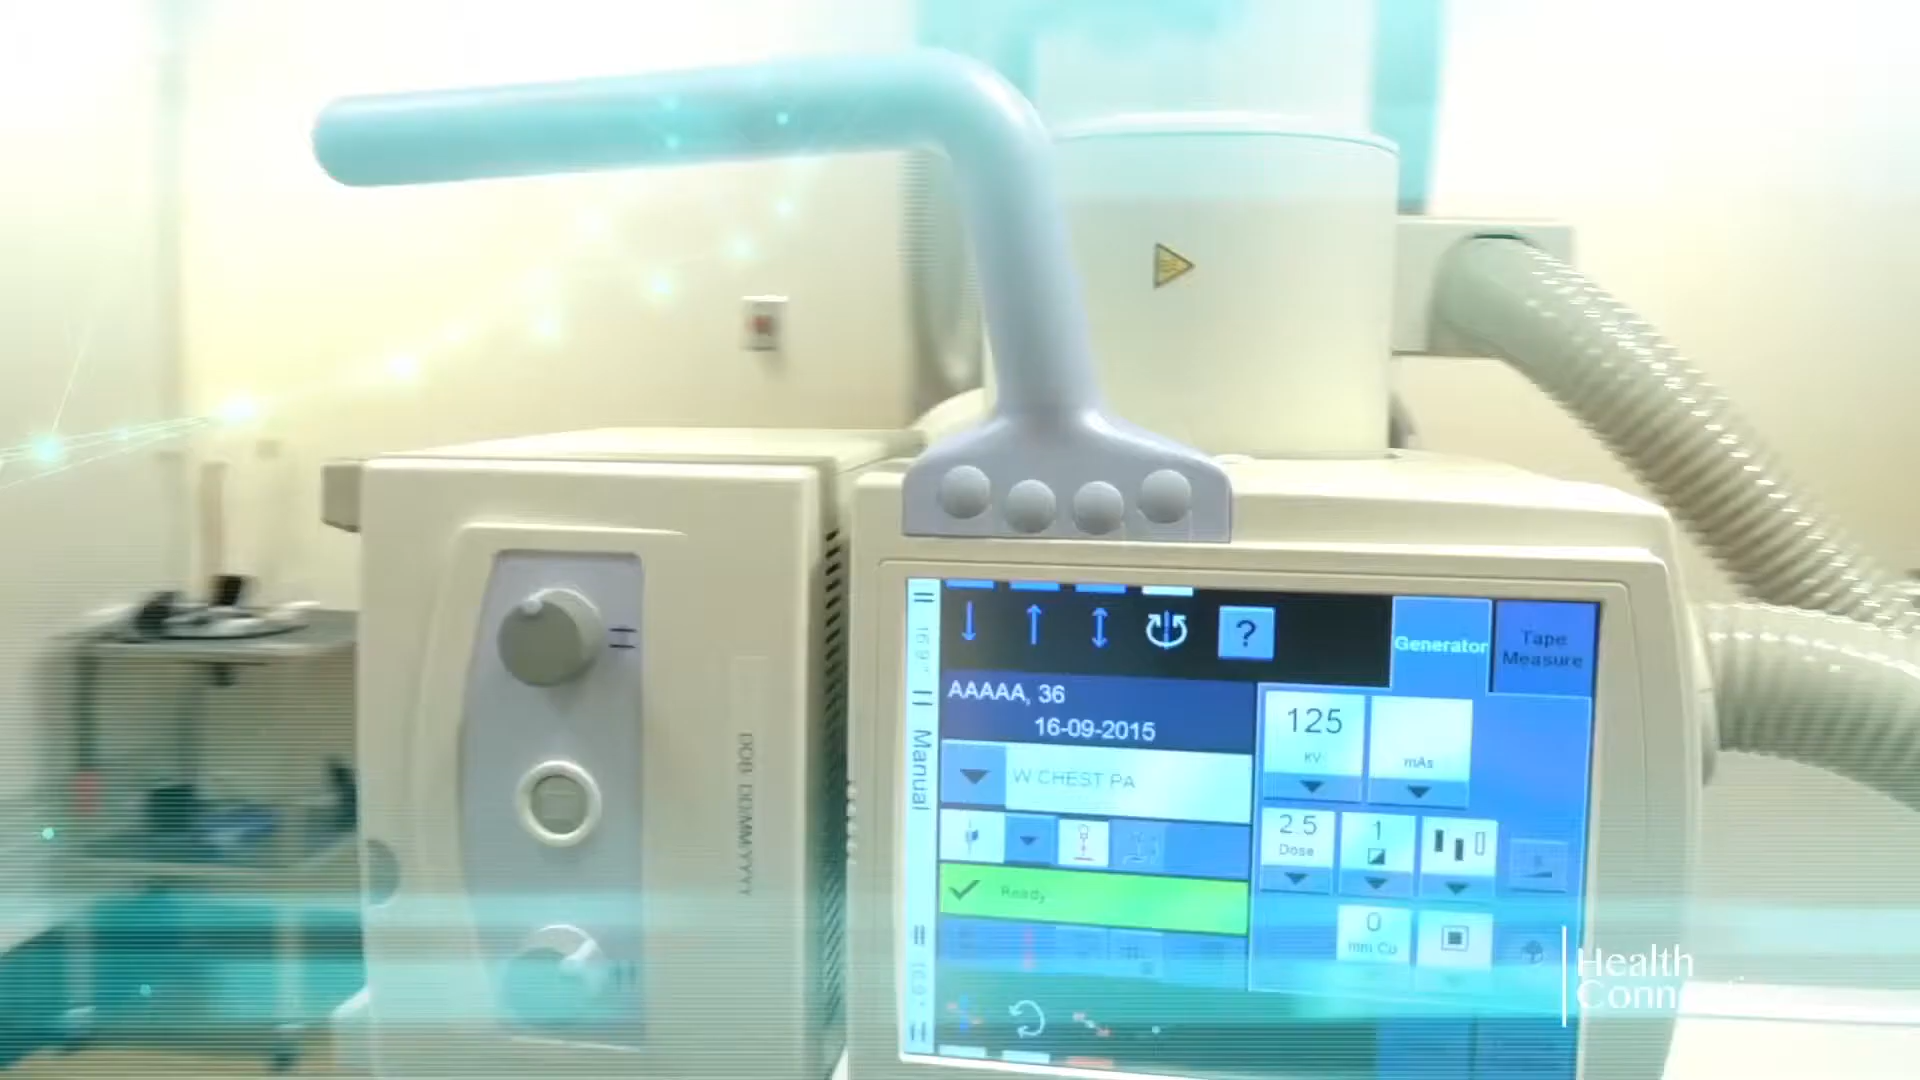 ?
Generator
Tape
Measure
AAAAA, 36
16-09-2015
125
KV
mAs
Manual
W CHEST PA
2.5
Dose
1
Ready
0
mm Cu
Health